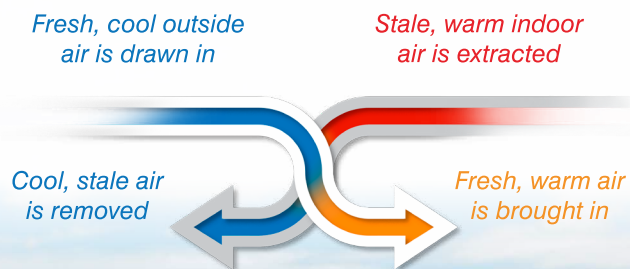 Fresh, cool outside
air is drawn in
Stale, warm indoor
air is extracted
Cool, stale air
is removed
Fresh, warm air
is brought in